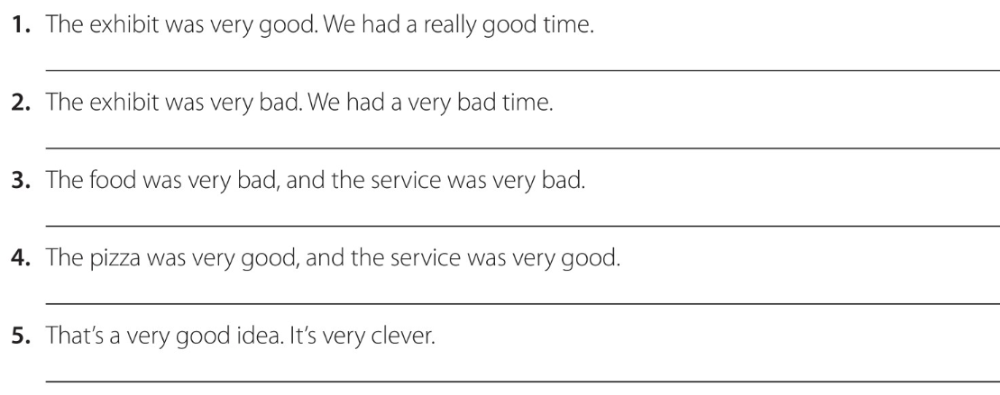 1. The exhibit was very good. We had a really good time.
2. The exhibit was very bad. We had a very bad time.
3. The food was very bad, and the service was very bad.
4. The pizza was very good, and the service was very good.
5. That’s a very good idea. It’s very clever.